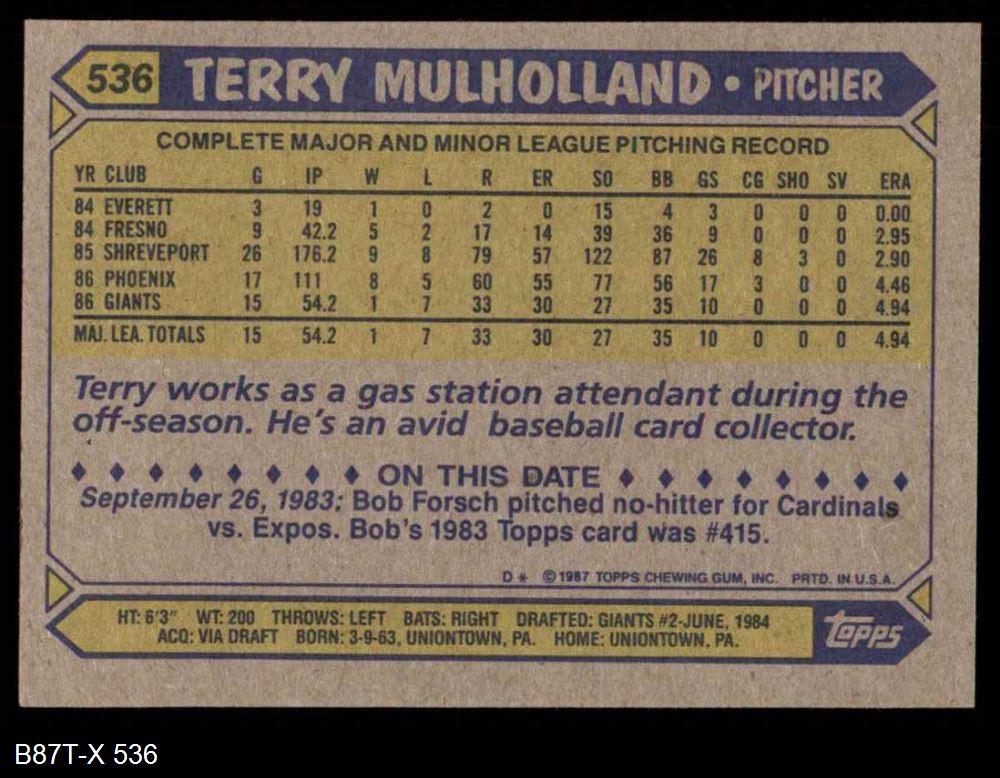 536 TERRY MULHOLLAND • PITCHER
COMPLETE MAJOR AND MINOR LEAGUE PITCHING RECORD
YR CLUB G IP W L R ER SO BB GS CG SHO SV ERA
84 EVERETT 3 19 1 0 2 0 15 4 3 0 0 0 0.00
84 FRESNO 9 42.2 5 2 17 14 39 36 9 0 0 0 2.95
85 SHREVEPORT 26 176.2 9 8 79 57 122 87 26 8 3 0 2.90
86 PHOENIX 17 111 8 5 60 55 77 56 17 3 0 0 4.46
86 GIANTS 15 54.2 1 7 33 30 27 35 10 0 0 0 4.94
MAJ. LEA. TOTALS 15 54.2 1 7 33 30 27 35 10 0 0 0 4.94
Terry works as a gas station attendant during the
off-season. He's an avid baseball card collector.
♦ ♦ ♦ ♦ ♦ ♦ ♦ ♦ ON THIS DATE ♦ ♦ ♦ ♦ ♦ ♦ ♦ ♦
September 26, 1983: Bob Forsch pitched no-hitter for Cardinals
vs. Expos. Bob's 1983 Topps card was #415.
D* ©1987 TOPPS CHEWING GUM, INC. PRTD. IN U.S.A.
HT: 6'3" WT: 200 THROWS: LEFT BATS: RIGHT DRAFTED: GIANTS #2-JUNE, 1984
ACQ: VIA DRAFT BORN: 3-9-63, UNIONTOWN, PA. HOME: UNIONTOWN, PA.
topps
B87T-X 536